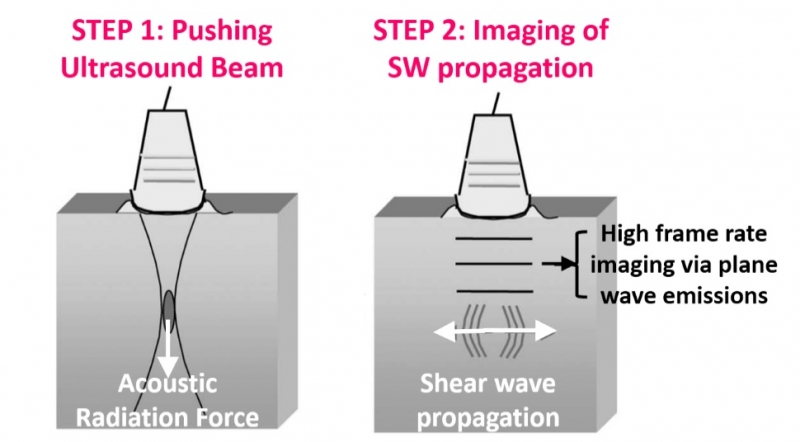 STEP 1: Pushing
Ultrasound Beam
STEP 2: Imaging of
SW propagation
High frame rate
imaging via plane
wave emissions
Acoustic
Radiation Force
Shear wave
propagation